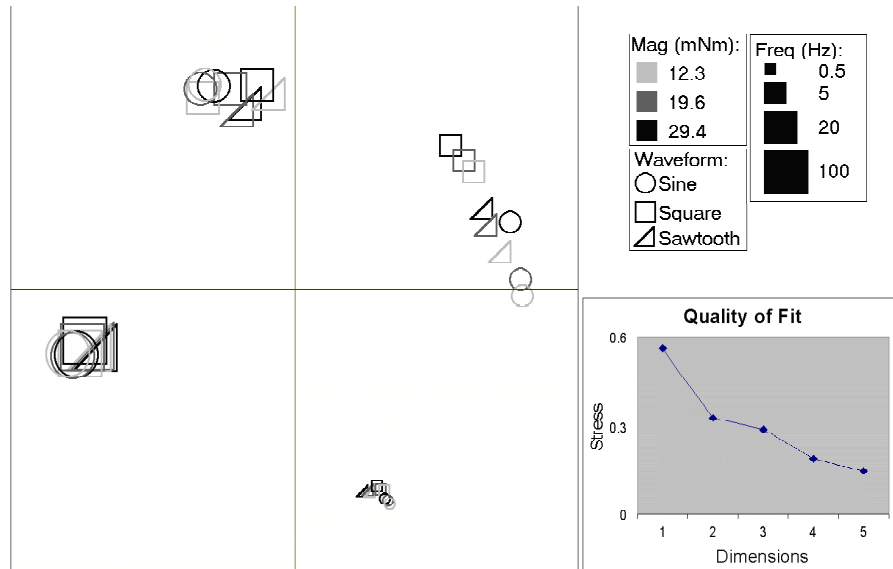 Mag (mNm):
12.3
19.6
29.4
Freq (Hz):
0.5
5
20
100
Waveform:
Sine
Square
Sawtooth
Quality of Fit
0.6
0.3
0
Stress
1 2 3 4 5
Dimensions